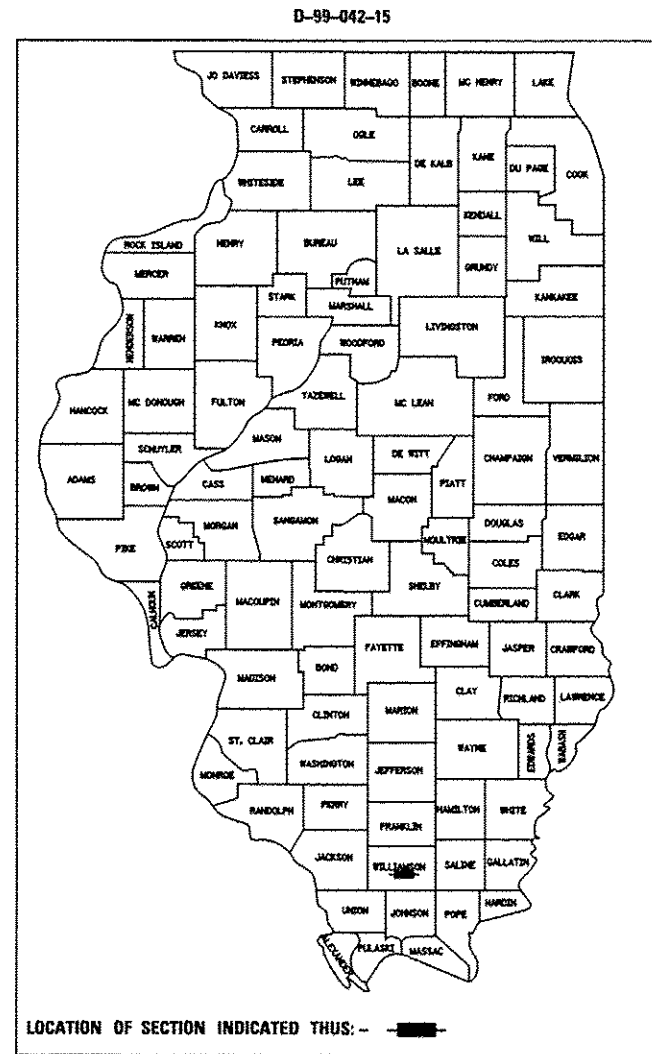 D-99-042-15
JO DAVIESS STEPHENSON WINNEBAGO BOONE MC HENRY LAKE
CARROLL OGLE DE KALB KANE DU PAGE COOK
WHITESIDE LEE
KENDALL WILL
ROCK ISLAND HENRY BUREAU LA SALLE GRUNDY
MERCER PUTNAM KANKAKEE
STARK MARSHALL
HENDERSON WARREN KNOX PEORIA WOODFORD LIVINGSTON IROQUOIS
HANCOCK MC DONOUGH FULTON TAZEWELL MC LEAN FORD
MASON
SCHUYLER LOGAN DE WITT CHAMPAIGN VERMILION
ADAMS BROWN CASS MENARD PIATT
MACON
MORGAN SANGAMON DOUGLAS
PIKE SCOTT CHRISTIAN MOULTRIE COLES EDGAR
GREENE MACOUPIN MONTGOMERY SHELBY CUMBERLAND CLARK
CALHOUN JERSEY
FAYETTE EFFINGHAM JASPER CRAWFORD
MADISON BOND
CLAY RICHLAND LAWRENCE
CLINTON MARION
ST. CLAIR WAYNE EDWARDS WABASH
MONROE WASHINGTON JEFFERSON
RANDOLPH PERRY HAMILTON WHITE
FRANKLIN
JACKSON WILLIAMSON SALINE GALLATIN
UNION JOHNSON POPE HARDIN
ALEXANDER PULASKI MASSAC
LOCATION OF SECTION INDICATED THUS: -